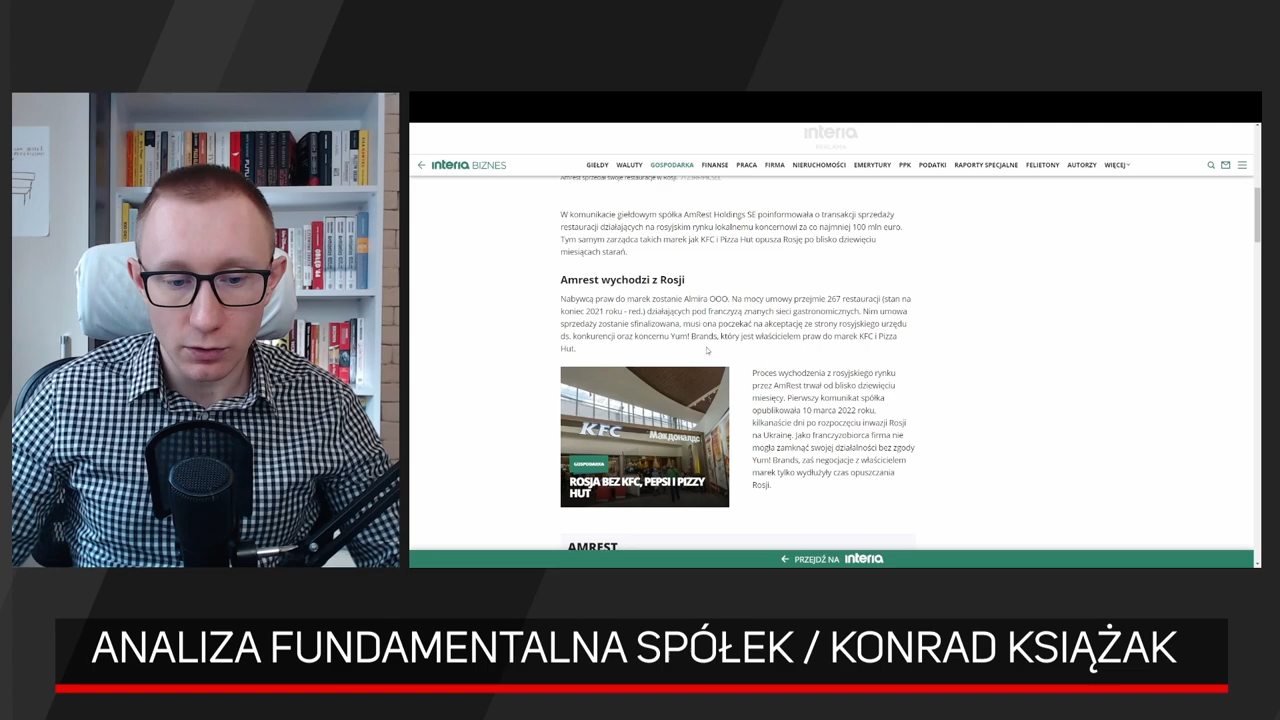 interia
REKLAMA
interia BIZNES
GIEŁDY WALUTY GOSPODARKA FINANSE PRACA FIRMA NIERUCHOMOŚCI EMERYTURY PPK PODATKI RAPORTY SPECJALNE FELIETONY AUTORZY WIĘCEJ
Amrest sprzedał swoje restauracje w Rosji.
W komunikacie giełdowym spółka AmRest Holdings SE poinformowała o transakcji sprzedaży
restauracji działających na rosyjskim rynku lokalnemu koncernowi za co najmniej 100 mln euro.
Tym samym zarządca takich marek jak KFC i Pizza Hut opusza Rosję po blisko dziewięciu
miesiącach starań.
Amrest wychodzi z Rosji
Nabywcą praw do marek zostanie Almira OOO. Na mocy umowy przejmie 267 restauracji (stan na
koniec 2021 roku - red.) działających pod franczyzą znanych sieci gastronomicznych. Nim umowa
sprzedaży zostanie sfinalizowana, musi ona poczekać na akceptację ze strony rosyjskiego urzędu
ds. konkurencji oraz koncernu Yum! Brands, który jest właścicielem praw do marek KFC i Pizza
Hut.
KFC
Макдоналдс
GOSPODARKA
ROSJA BEZ KFC, PEPSI I PIZZY
HUT
Proces wychodzenia z rosyjskiego rynku
przez AmRest trwał od blisko dziewięciu
miesięcy. Pierwszy komunikat spółka
opublikowała 10 marca 2022 roku,
kilkanaście dni po rozpoczęciu inwazji Rosji
na Ukrainę. Jako franczyzobiorca firma nie
mogła zamknąć swojej działalności bez zgody
Yum! Brands, zaś negocjacje z właścicielem
marek tylko wydłużyły czas opuszczania
Rosji.
AMREST
PRZEJDŹ NA interia
ANALIZA FUNDAMENTALNA SPÓŁEK / KONRAD KSIĄŻAK